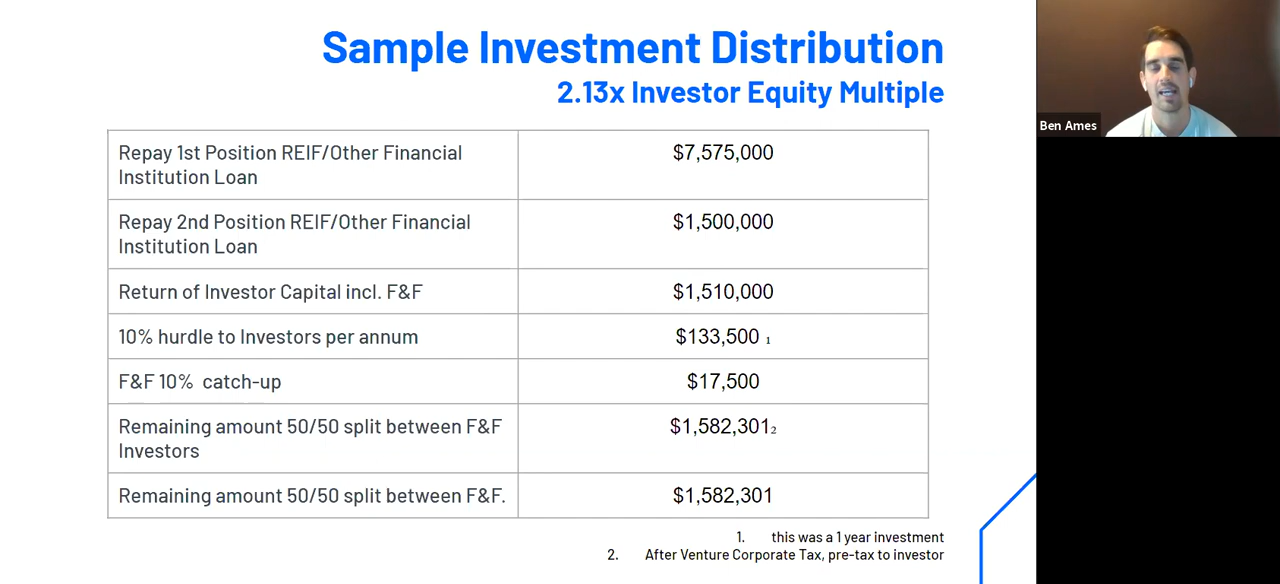 Sample Investment Distribution
2.13x Investor Equity Multiple
Repay 1st Position REIF/Other Financial
Institution Loan
$7,575,000
Repay 2nd Position REIF/Other Financial
Institution Loan
$1,500,000
Return of Investor Capital incl. F&F
$1,510,000
10% hurdle to Investors per annum
$133,500 1
F&F 10% catch-up
$17,500
Remaining amount 50/50 split between F&F
Investors
$1,582,3012
Remaining amount 50/50 split between F&F.
$1,582,301
1. this was a 1 year investment
2. After Venture Corporate Tax, pre-tax to investor
Ben Ames